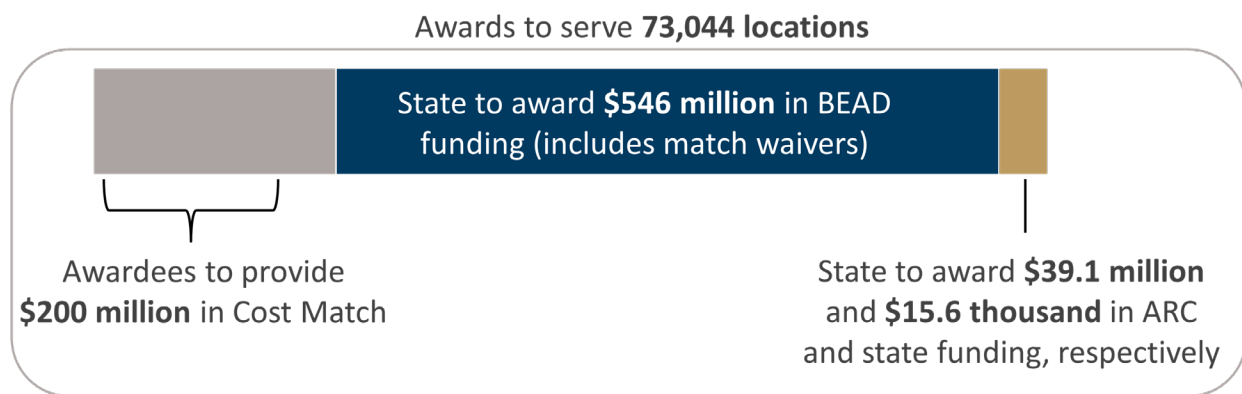 Awards to serve 73,044 locations
State to award $546 million in BEAD
funding (includes match waivers)
Awardees to provide
$200 million in Cost Match
State to award $39.1 million
and $15.6 thousand in ARC
and state funding, respectively